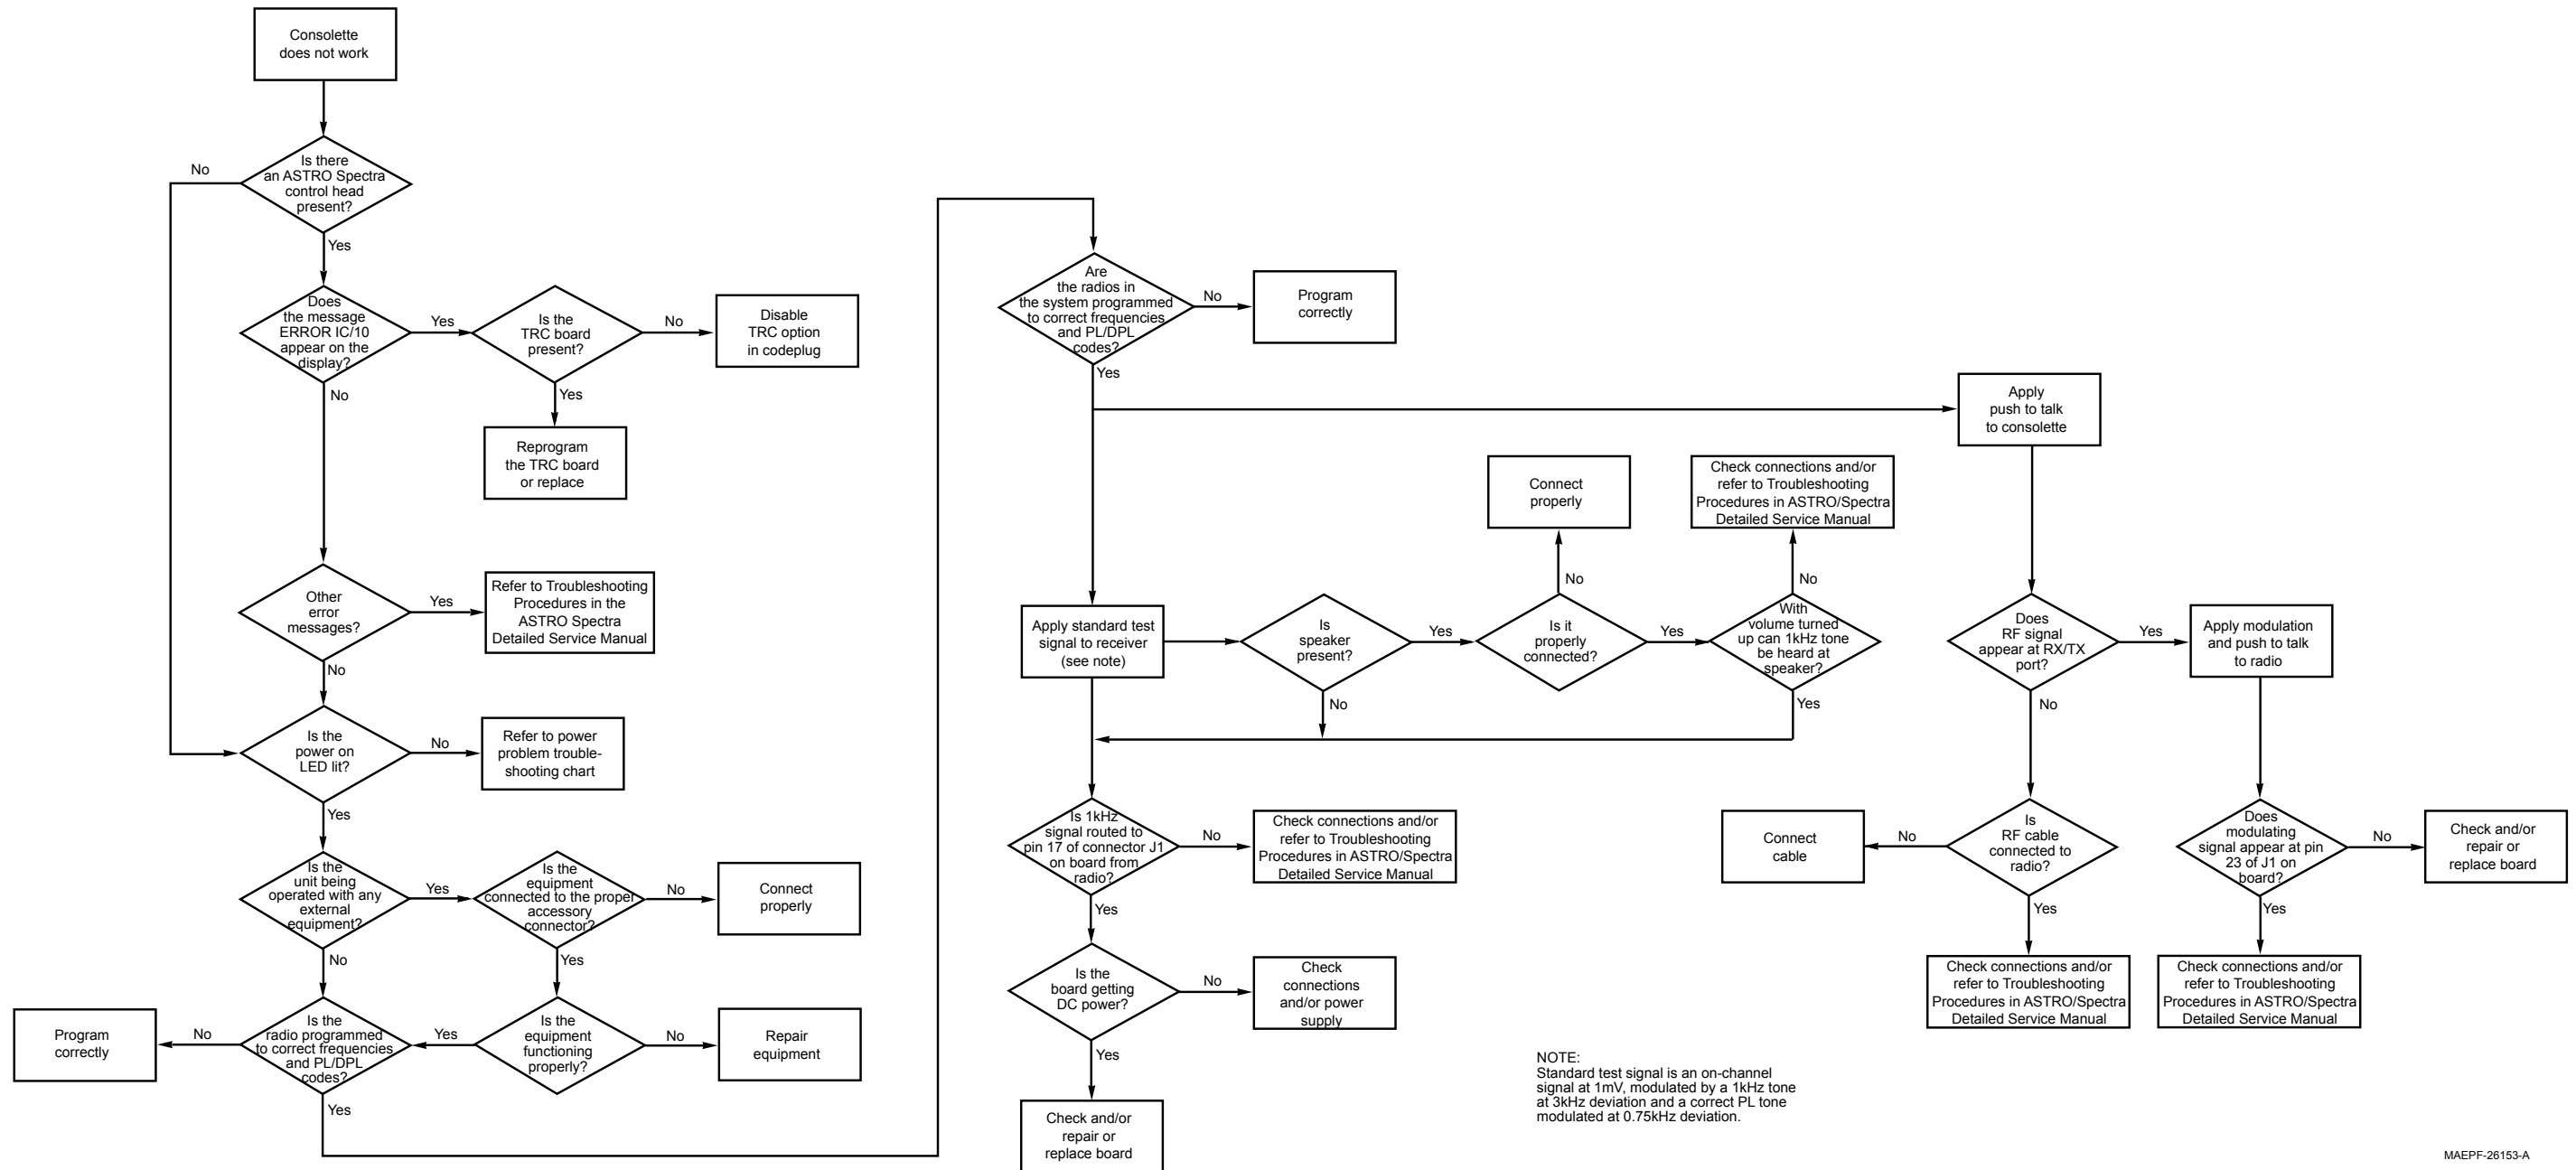 Consolette
does not work
Is there
an ASTRO Spectra
control head
present?
No
Yes
Does
the message
ERROR IC/10
appear on the
display?
Yes
No
Is the
TRC board
present?
No
Yes
Disable
TRC option
in codeplug
Reprogram
the TRC board
or replace
Other
error
messages?
Yes
No
Refer to Troubleshooting
Procedures in the
ASTRO Spectra
Detailed Service Manual
Is the
power on
LED lit?
No
Yes
Refer to power
problem trouble-
shooting chart
Is the
unit being
operated with any
external
equipment?
Yes
No
Is the
equipment
connected to the proper
accessory
connector?
No
Yes
Connect
properly
Program
correctly
No
Is the
radio programmed
to correct frequencies
and PL/DPL
codes?
Yes
Yes
Is the
equipment
functioning
properly?
No
Repair
equipment
Are
the radios in
the system programmed
to correct frequencies
and PL/DPL
codes?
No
Yes
Program
correctly
Apply standard test
signal to receiver
(see note)
Is
speaker
present?
Yes
No
Is it
properly
connected?
No
Yes
Connect
properly
With
volume turned
up can 1kHz tone
be heard at
speaker?
No
Yes
Check connections and/or
refer to Troubleshooting
Procedures in ASTRO/Spectra
Detailed Service Manual
Is 1kHz
signal routed to
pin 17 of connector J1
on board from
radio?
No
Yes
Check connections and/or
refer to Troubleshooting
Procedures in ASTRO/Spectra
Detailed Service Manual
Is the
board getting
DC power?
No
Yes
Check
connections
and/or power
supply
Check and/or
repair or
replace board
Apply
push to talk
to consolette
Does
RF signal
appear at RX/TX
port?
Yes
No
Apply modulation
and push to talk
to radio
Is
RF cable
connected to
radio?
No
Yes
Connect
cable
Check connections and/or
refer to Troubleshooting
Procedures in ASTRO/Spectra
Detailed Service Manual
Does
modulating
signal appear at pin
23 of J1 on
board?
No
Yes
Check and/or
repair or
replace board
Check connections and/or
refer to Troubleshooting
Procedures in ASTRO/Spectra
Detailed Service Manual
NOTE:
Standard test signal is an on-channel
signal at 1mV, modulated by a 1kHz tone
at 3kHz deviation and a correct PL tone
modulated at 0.75kHz deviation.
MAEPF-26153-A